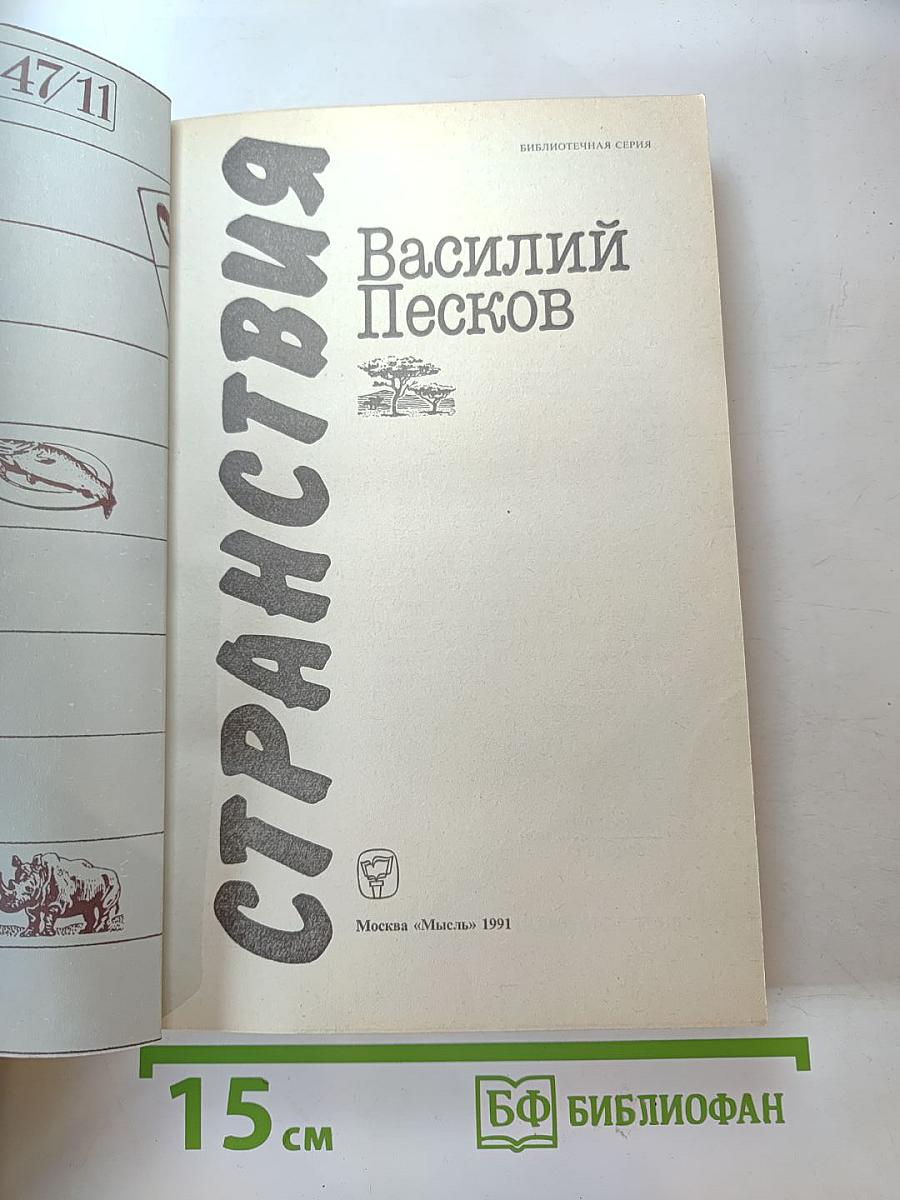 47/11
БИБЛИОТЕЧНАЯ СЕРИЯ
СТРАНСТВИЯ
Василий
Песков
Москва «Мысль» 1991
15 см
БФ БИБЛИОФАН